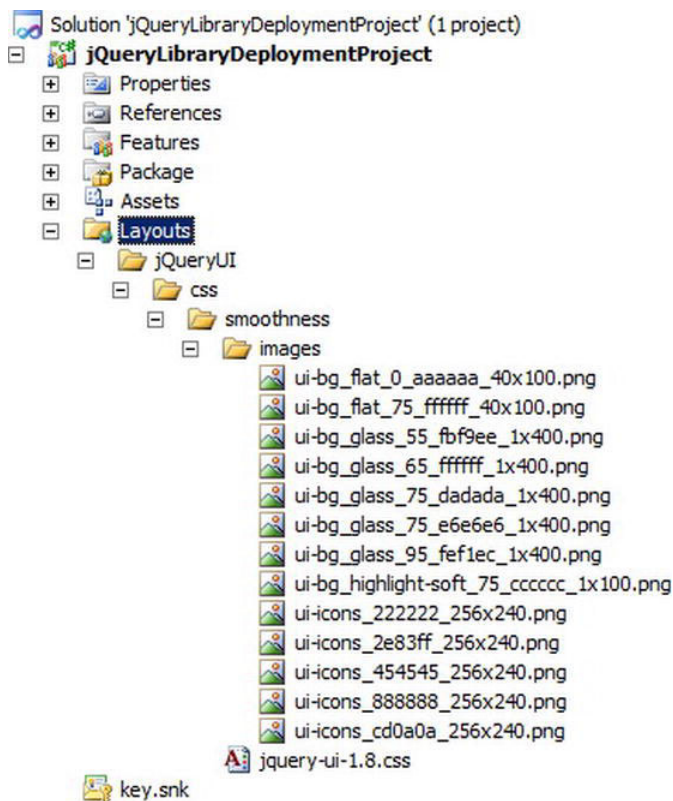 Solution 'jQueryLibraryDeploymentProject' (1 project)
jQueryLibraryDeploymentProject
Properties
References
Features
Package
Assets
Layouts
jQueryUI
css
smoothness
images
ui-bg_flat_0_aaaaaa_40x100.png
ui-bg_flat_75_ffffff_40x100.png
ui-bg_glass_55_fbf9ee_1x400.png
ui-bg_glass_65_ffffff_1x400.png
ui-bg_glass_75_dadada_1x400.png
ui-bg_glass_75_e6e6e6_1x400.png
ui-bg_glass_95_fef1ec_1x400.png
ui-bg_highlight-soft_75_cccccc_1x100.png
ui-icons_222222_256x240.png
ui-icons_2e83ff_256x240.png
ui-icons_454545_256x240.png
ui-icons_888888_256x240.png
ui-icons_cd0a0a_256x240.png
jquery-ui-1.8.css
key.snk